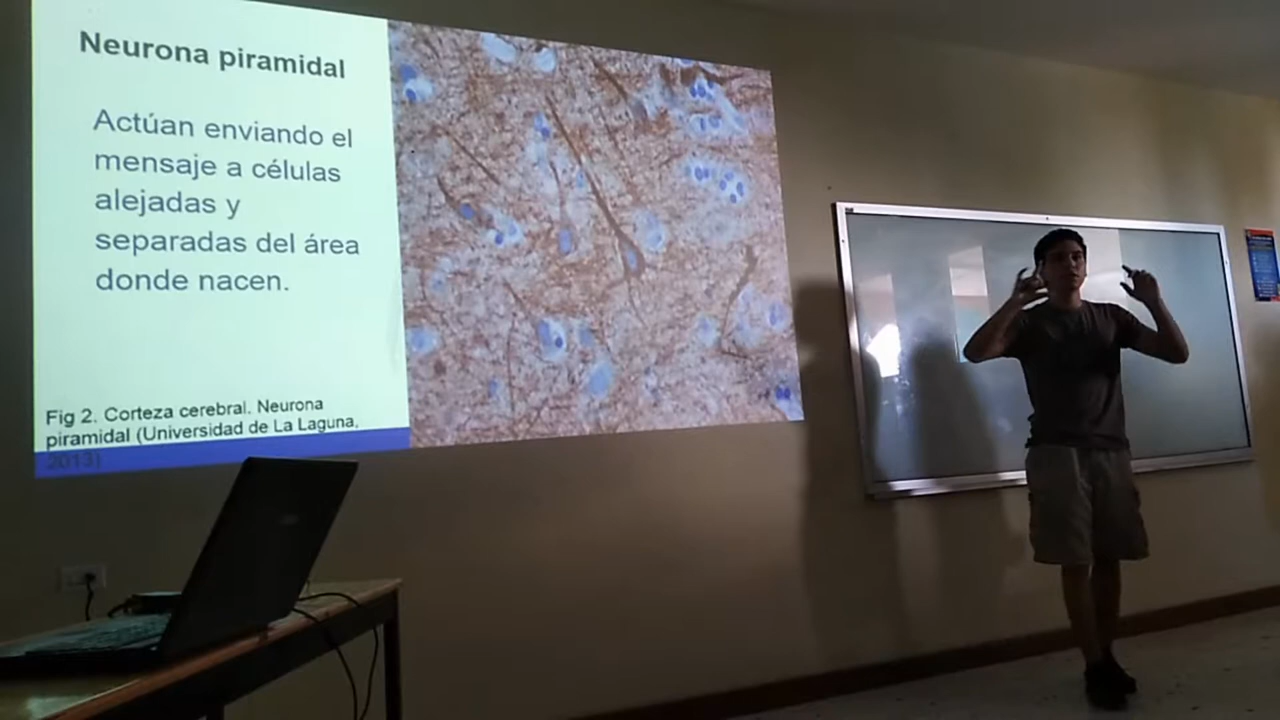 Neurona piramidal
Actúan enviando el
mensaje a células
alejadas y
separadas del área
donde nacen.
Fig 2. Corteza cerebral. Neurona
piramidal (Universidad de La Laguna,
2013)